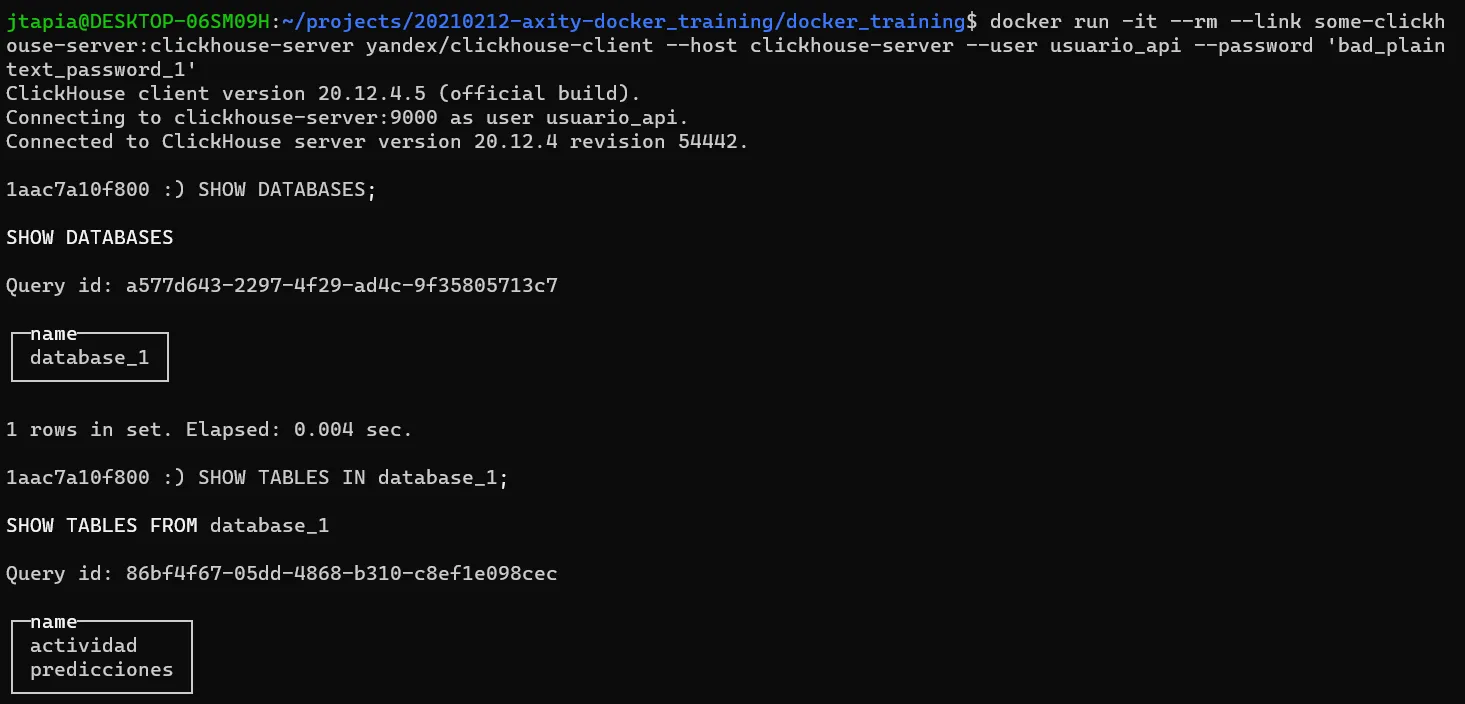 jtapia@DESKTOP-06SM09H:~/projects/20210212-axity-docker_training/docker_training$ docker run -it --rm --link some-clickh
ouse-server:clickhouse-server yandex/clickhouse-client --host clickhouse-server --user usuario_api --password 'bad_plain
text_password_1'
ClickHouse client version 20.12.4.5 (official build).
Connecting to clickhouse-server:9000 as user usuario_api.
Connected to ClickHouse server version 20.12.4 revision 54442.
1aac7a10f800 :) SHOW DATABASES;
SHOW DATABASES
Query id: a577d643-2297-4f29-ad4c-9f35805713c7
name
database_1
1 rows in set. Elapsed: 0.004 sec.
1aac7a10f800 :) SHOW TABLES IN database_1;
SHOW TABLES FROM database_1
Query id: 86bf4f67-05dd-4868-b310-c8ef1e098cec
name
actividad
predicciones